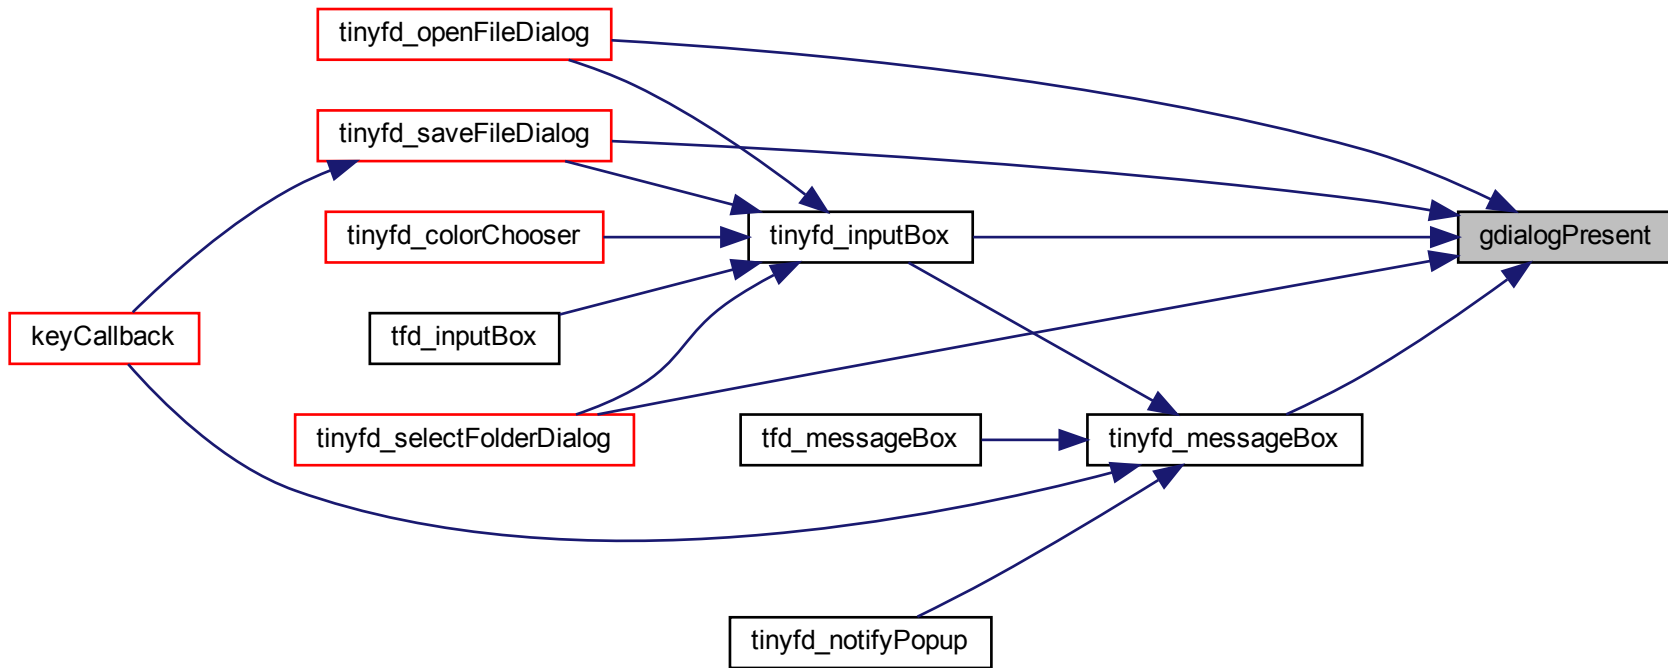 tinyfd_openFileDialog
tinyfd_saveFileDialog
tinyfd_colorChooser
tinyfd_inputBox
gdialogPresent
keyCallback
tfd_inputBox
tinyfd_selectFolderDialog
tfd_messageBox
tinyfd_messageBox
tinyfd_notifyPopup